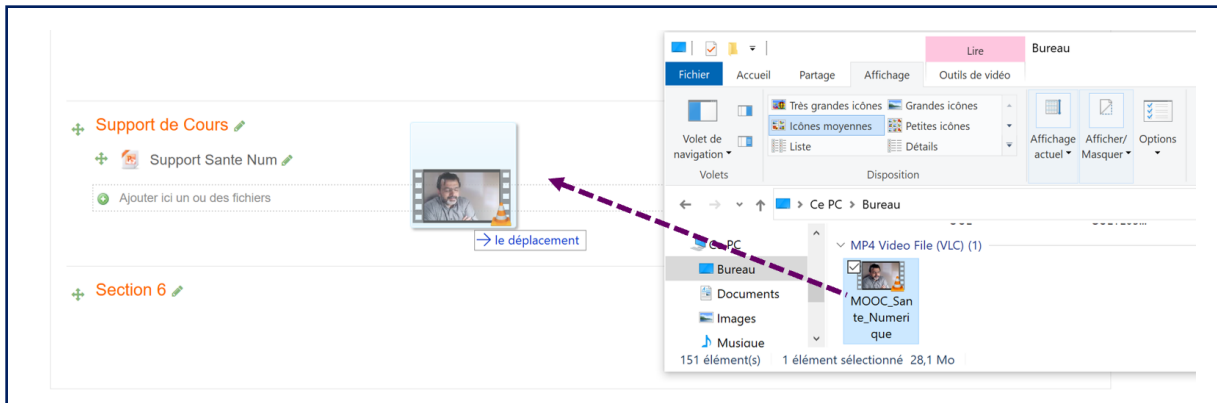 Support de Cours
Support Sante Num
Ajouter ici un ou des fichiers
le déplacement
Section 6
Lire
Bureau
Fichier Accueil Partage Affichage Outils de vidéo
Volet de navigation
Très grandes icônes Grandes icônes
Icônes moyennes Petites icônes
Liste Détails
Affichage actuel
Afficher/ Masquer
Options
Volets Disposition
Ce PC > Bureau
Ce PC
Bureau
Documents
Images
Musique
MP4 Video File (VLC) (1)
MOOC_San
te_Numeri
que
151 élément(s) 1 élément sélectionné 28,1 Mo